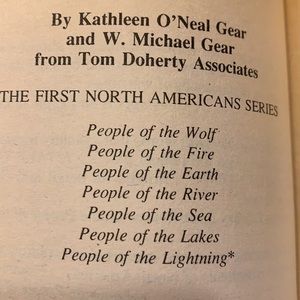 By Kathleen O'Neal Gear
and W. Michael Gear
from Tom Doherty Associates
THE FIRST NORTH AMERICANS SERIES
People of the Wolf
People of the Fire
People of the Earth
People of the River
People of the Sea
People of the Lakes
People of the Lightning*